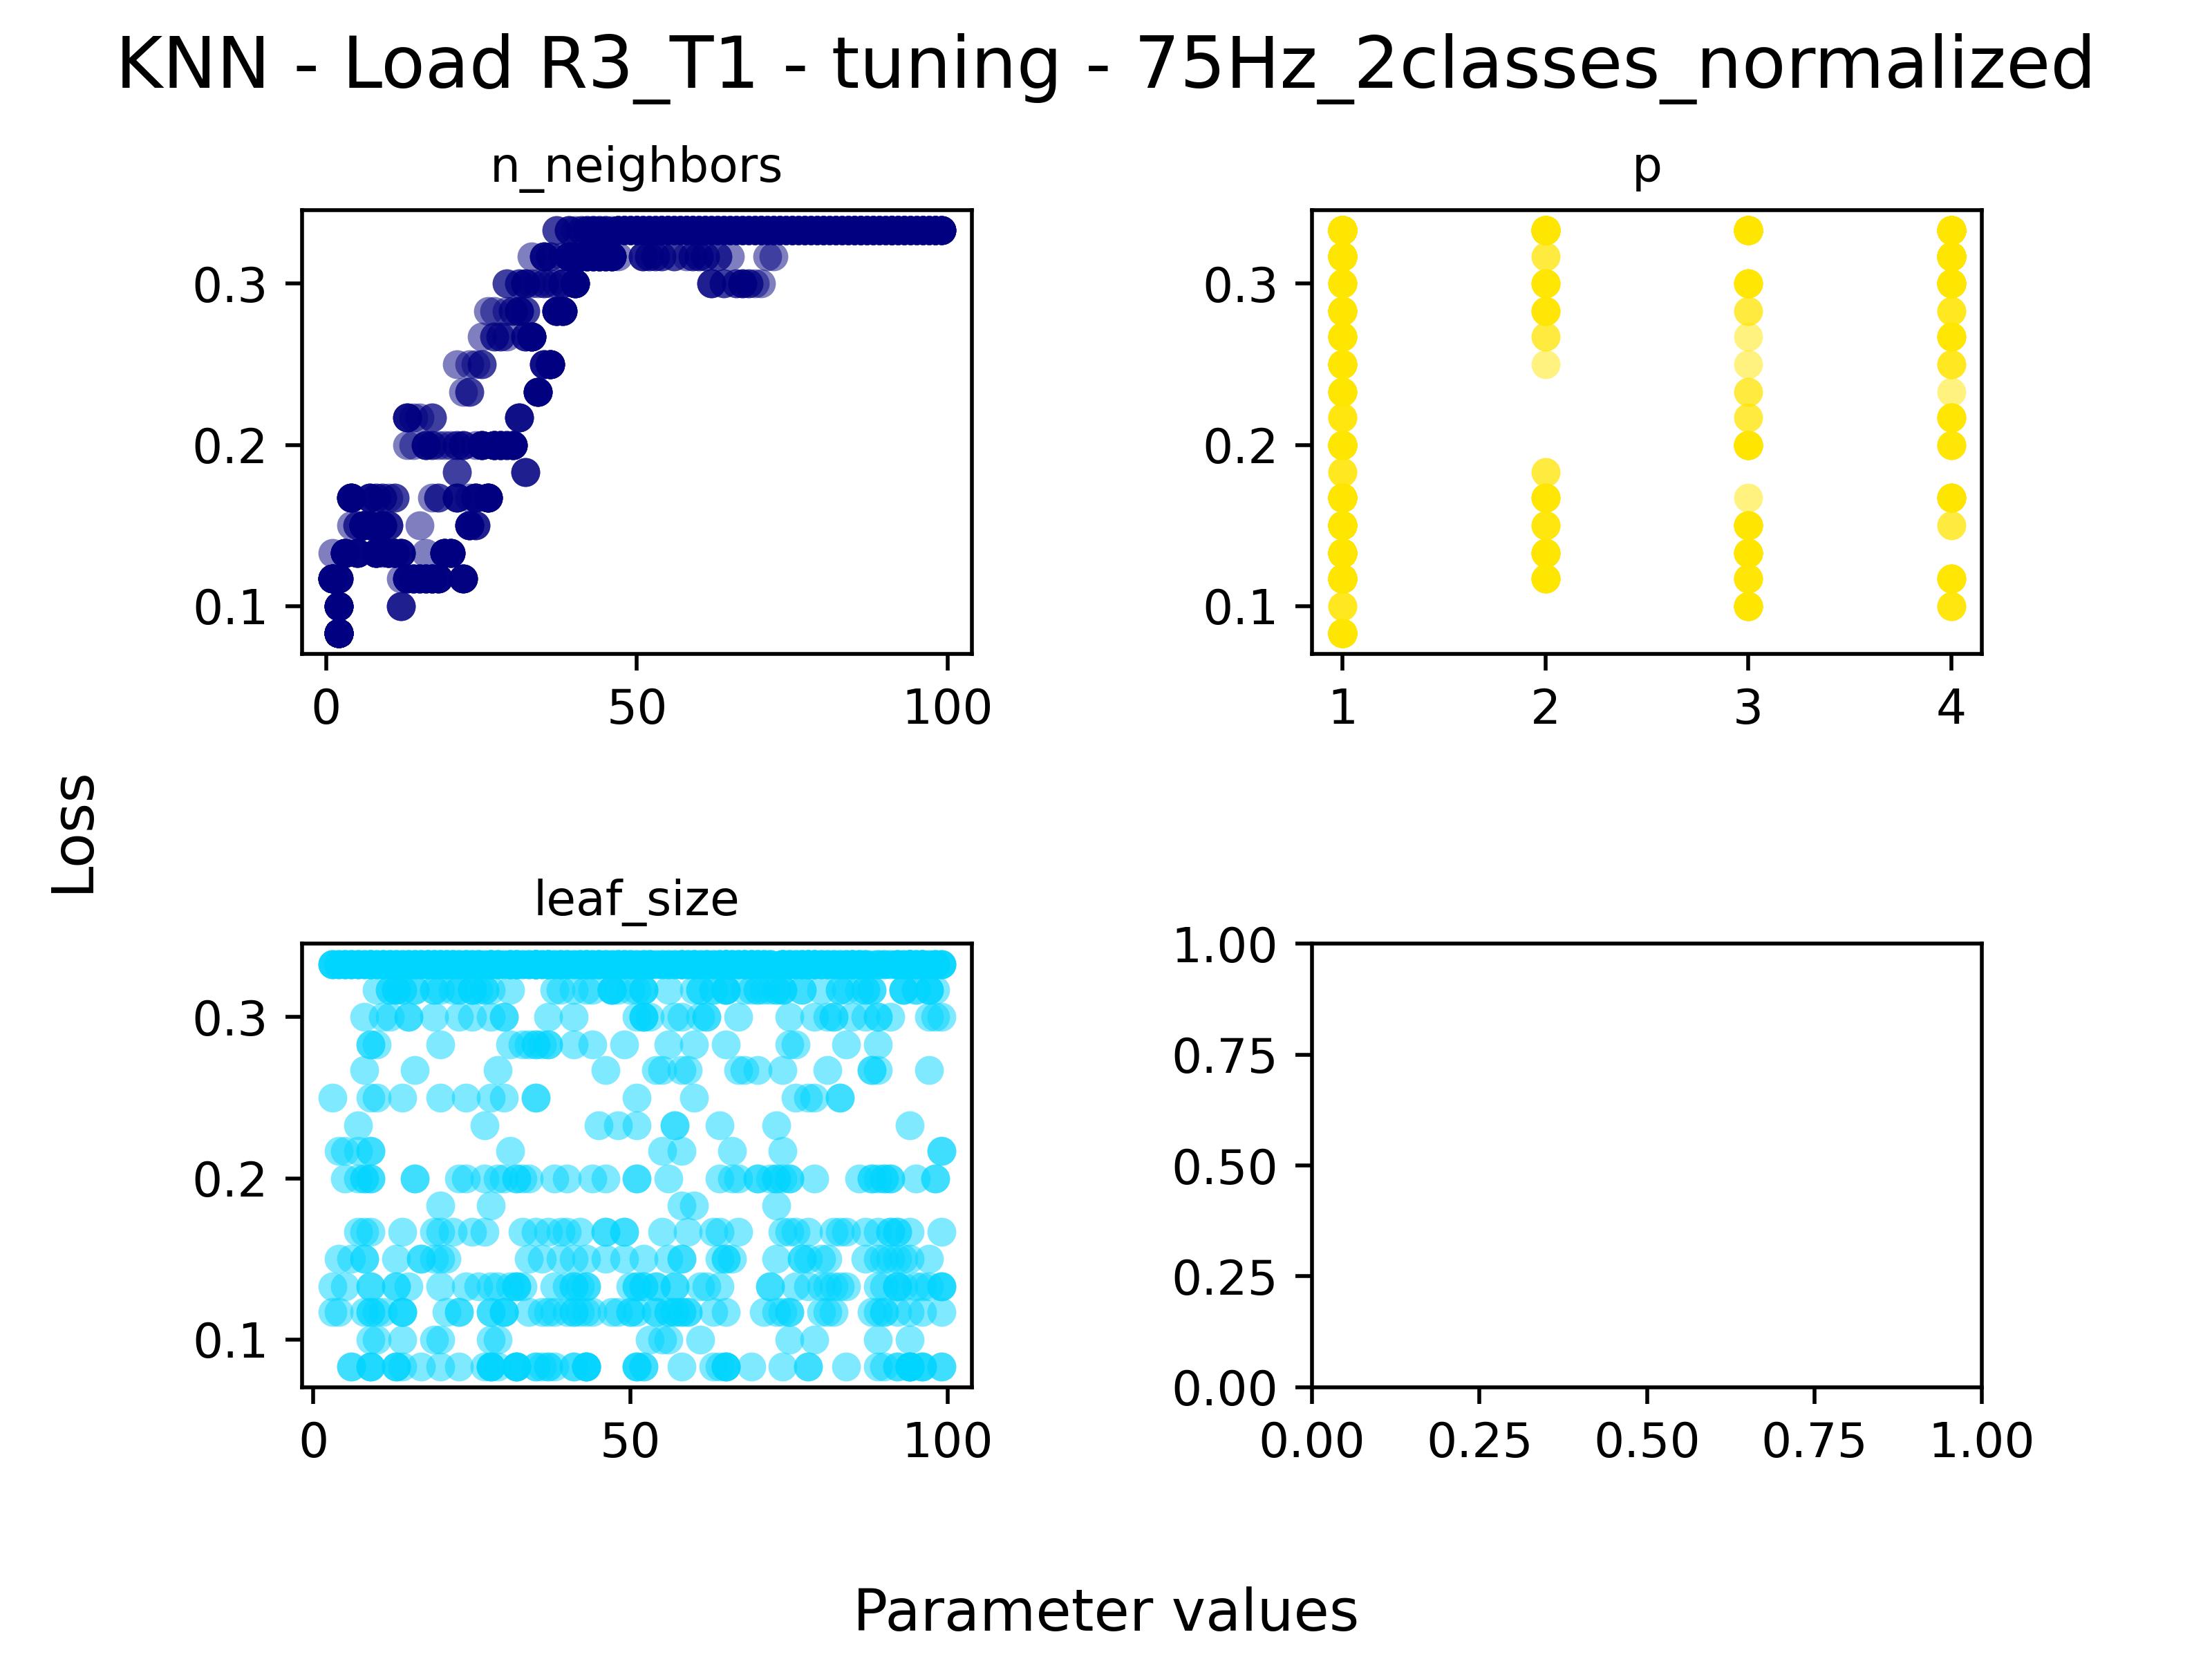 KNN - Load R3_T1 - tuning - 75Hz_2classes_normalized
n_neighbors
0.3
0.2
0.1
0 50 100
p
0.3
0.2
0.1
1 2 3 4
Loss
leaf_size
0.3
0.2
0.1
0 50 100
1.00
0.75
0.50
0.25
0.00
0.00 0.25 0.50 0.75 1.00
Parameter values